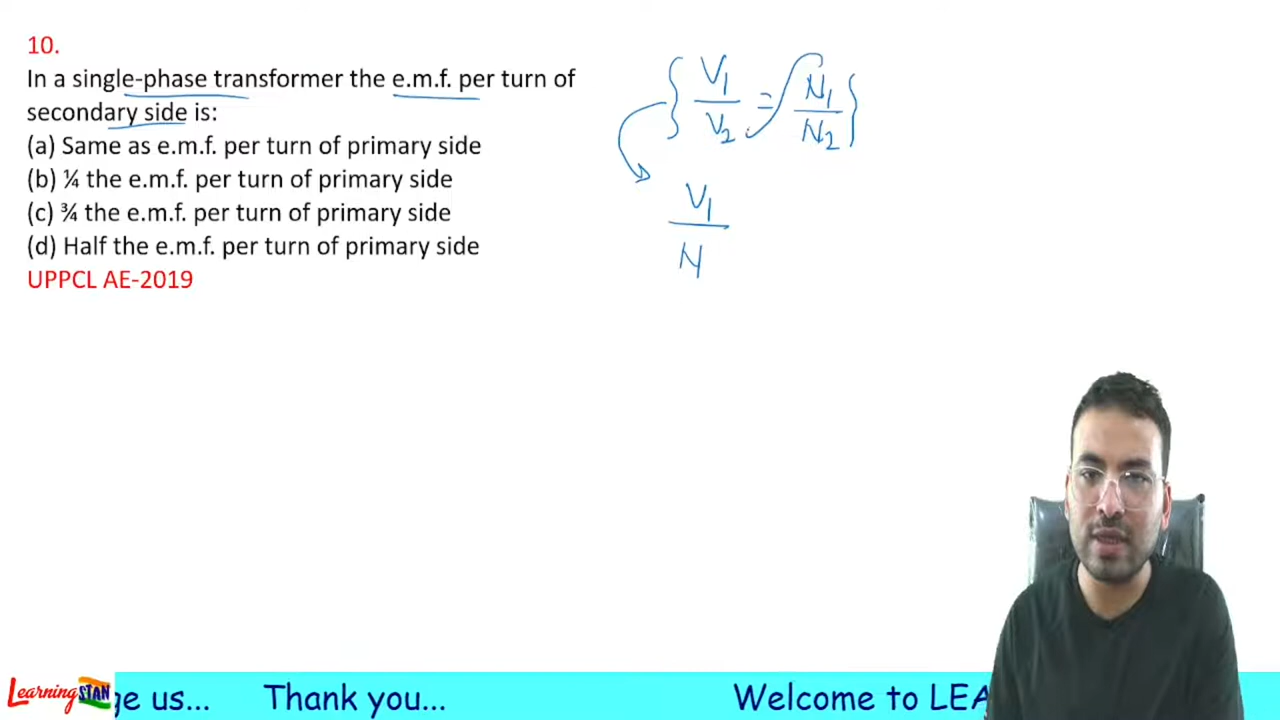 10.
In a single-phase transformer the e.m.f. per turn of
secondary side is:
(a) Same as e.m.f. per turn of primary side
(b) ¼ the e.m.f. per turn of primary side
(c) ¾ the e.m.f. per turn of primary side
(d) Half the e.m.f. per turn of primary side
UPPCL AE-2019
{ V₁/V₂ = N₁/N₂ }
V₁/N
LearningSTAN
ge us... Thank you... Welcome to LEA